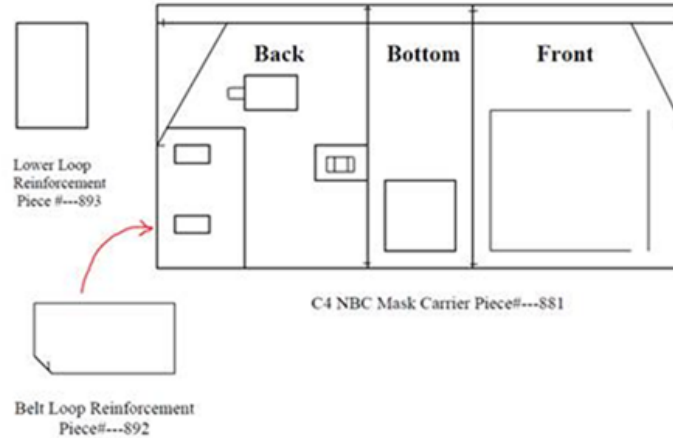 Back
Bottom
Front
Lower Loop
Reinforcement
Piece #---893
C4 NBC Mask Carrier Piece#---881
Belt Loop Reinforcement
Piece#---892